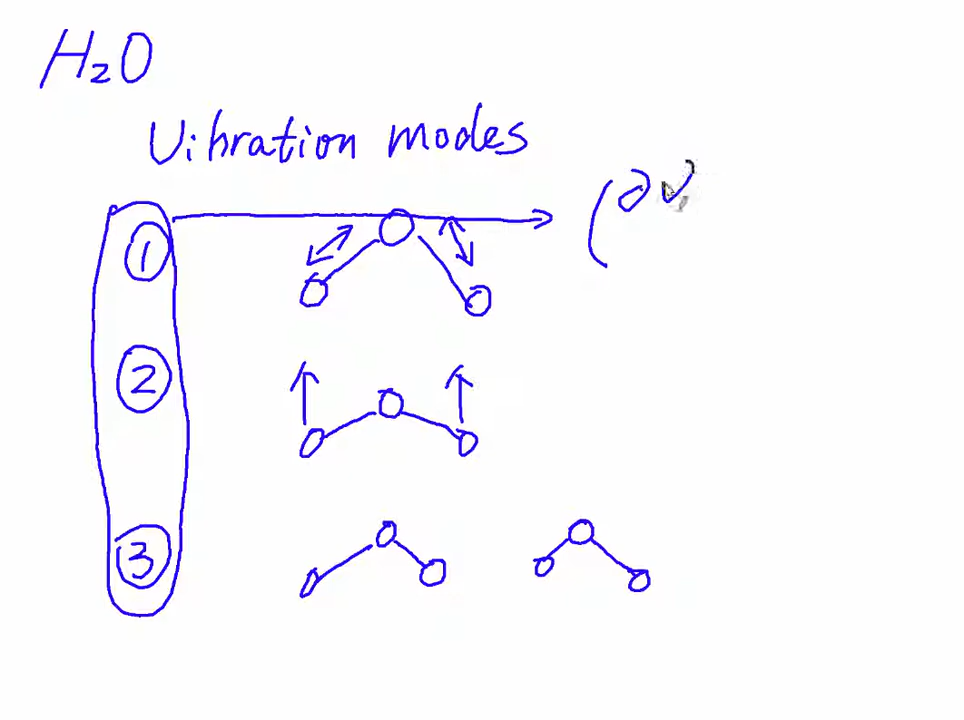 H₂O
Vibration modes
①
②
③